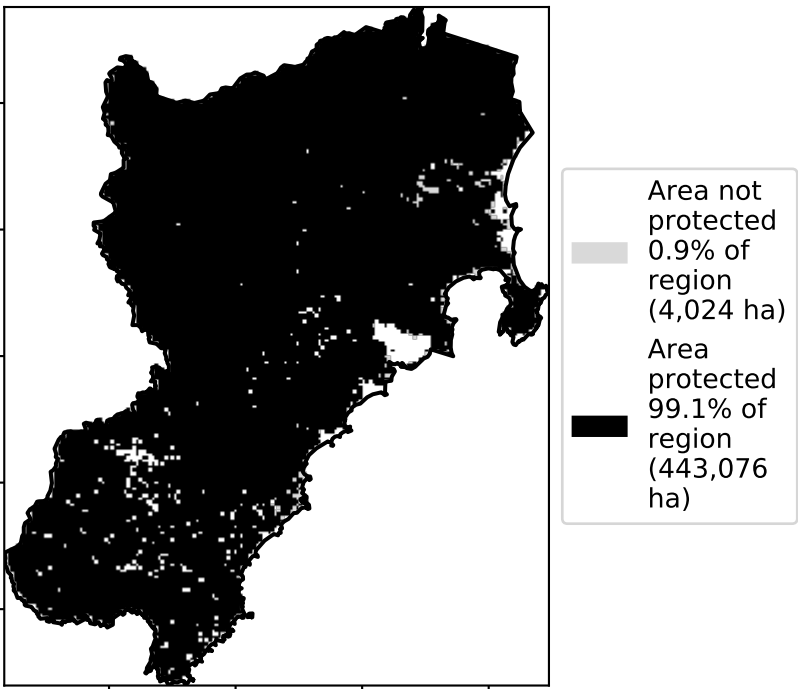 Area not
protected
0.9% of
region
(4,024 ha)
Area
protected
99.1% of
region
(443,076
ha)